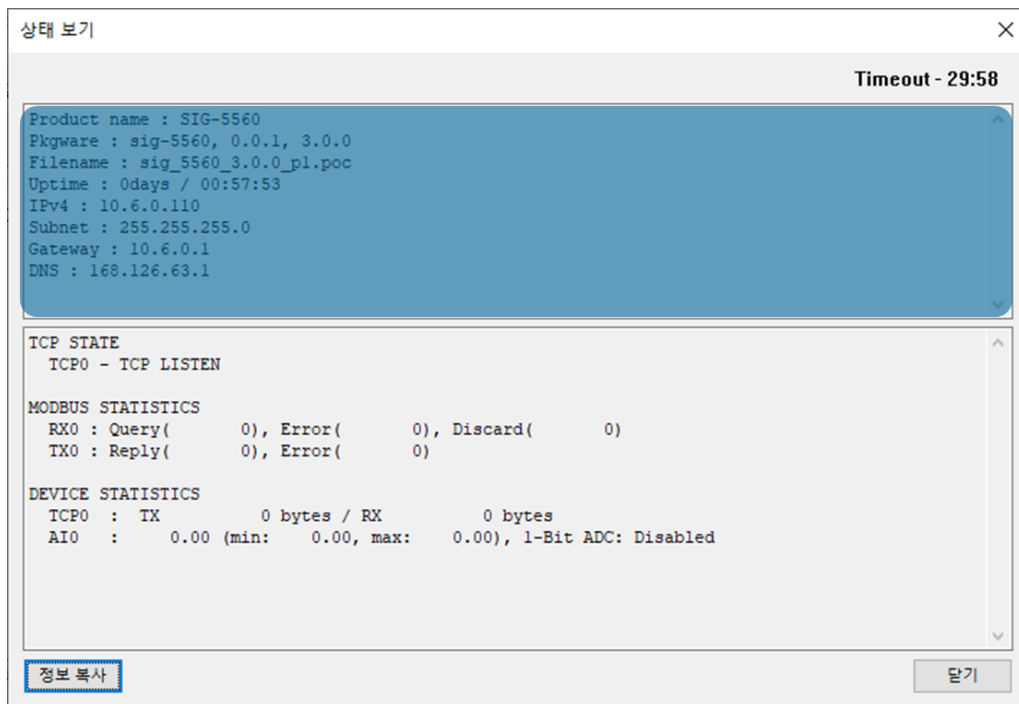 상태 보기
Timeout - 29:58
Product name : SIG-5560
Pkgware : sig-5560, 0.0.1, 3.0.0
Filename : sig_5560_3.0.0_p1.poc
Uptime : 0days / 00:57:53
IPv4 : 10.6.0.110
Subnet : 255.255.255.0
Gateway : 10.6.0.1
DNS : 168.126.63.1
TCP STATE
TCP0 - TCP LISTEN
MODBUS STATISTICS
RX0 : Query( 0), Error( 0), Discard( 0)
TX0 : Reply( 0), Error( 0)
DEVICE STATISTICS
TCP0 : TX 0 bytes / RX 0 bytes
AI0 : 0.00 (min: 0.00, max: 0.00), 1-Bit ADC: Disabled
정보 복사
닫기